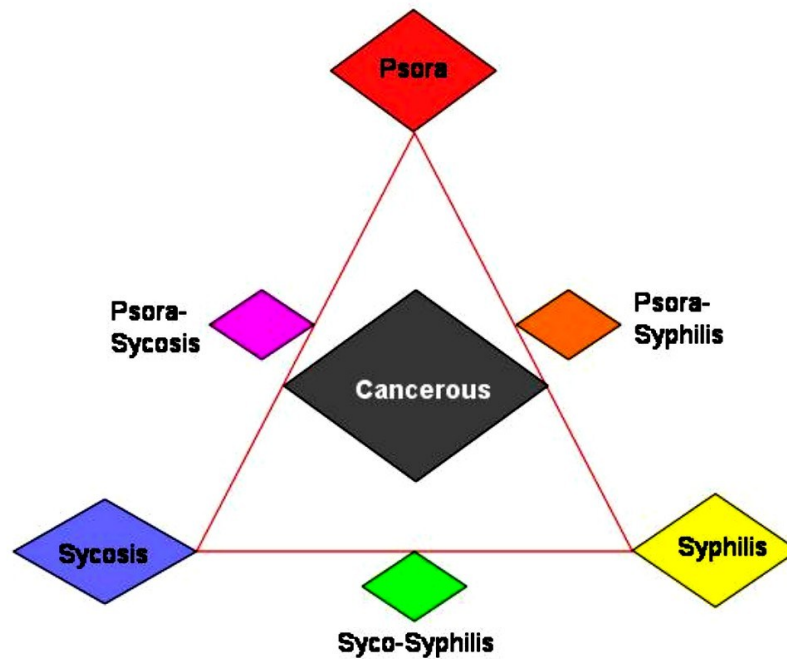 Psora
Psora-
Sycosis
Psora-
Syphilis
Cancerous
Sycosis
Syphilis
Syco-Syphilis